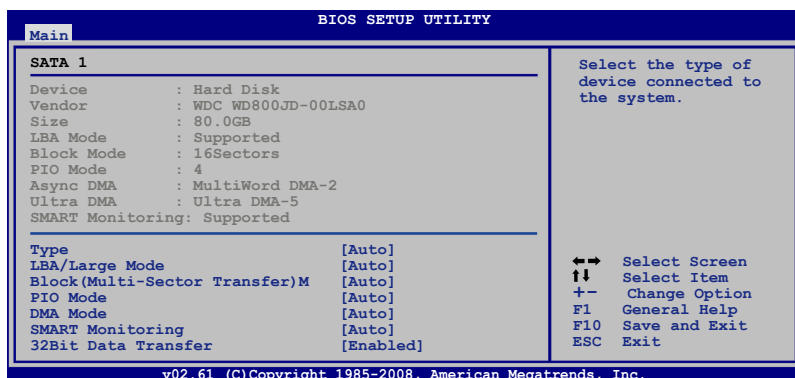 BIOS SETUP UTILITY
Main
SATA 1
Device : Hard Disk
Vendor : WDC WD800JD-00LSA0
Size : 80.0GB
LBA Mode : Supported
Block Mode : 16Sectors
PIO Mode : 4
Async DMA : MultiWord DMA-2
Ultra DMA : Ultra DMA-5
SMART Monitoring: Supported
Type [Auto]
LBA/Large Mode [Auto]
Block(Multi-Sector Transfer)M [Auto]
PIO Mode [Auto]
DMA Mode [Auto]
SMART Monitoring [Auto]
32Bit Data Transfer [Enabled]
Select the type of
device connected to
the system.
←→ Select Screen
↑↓ Select Item
+- Change Option
F1 General Help
F10 Save and Exit
ESC Exit
v02.61 (C)Copyright 1985-2008, American Megatrends, Inc.